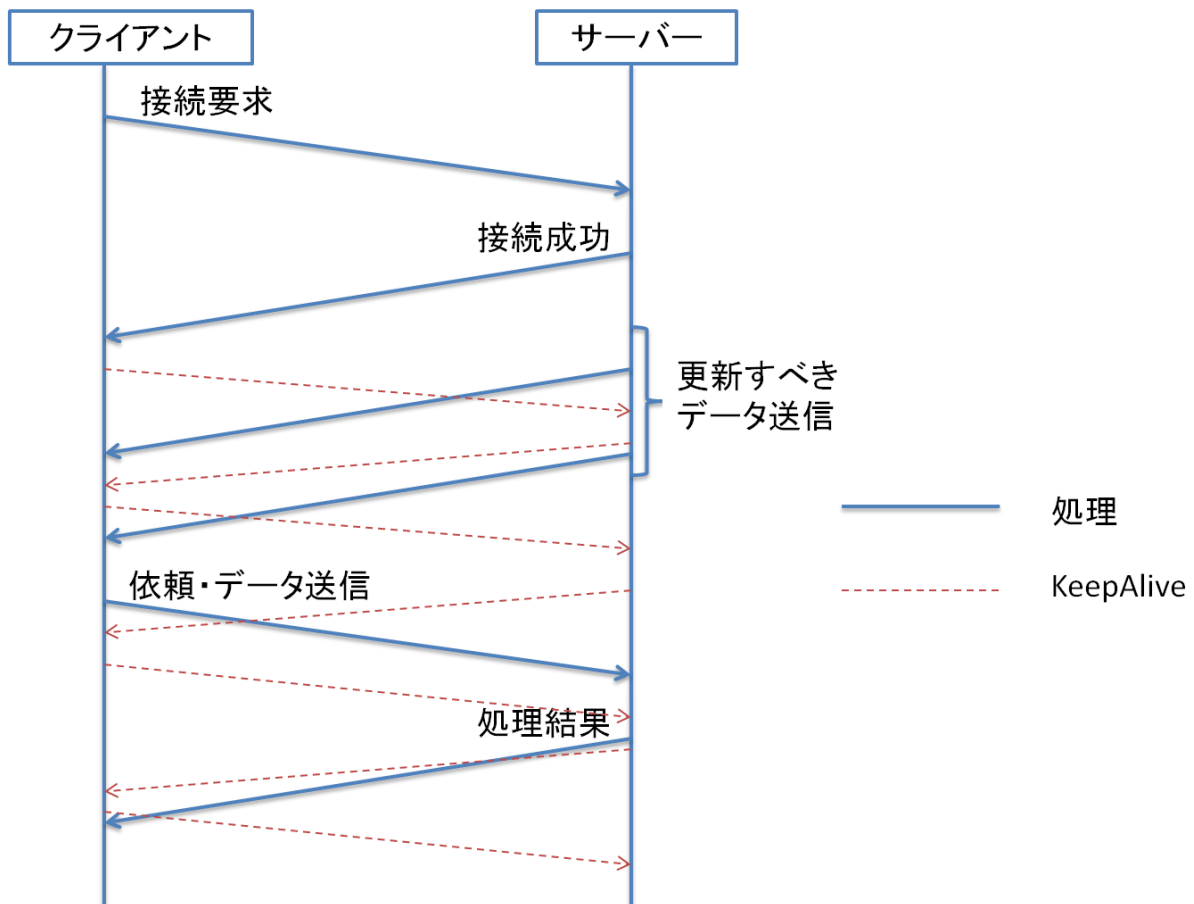 クライアント
サーバー
接続要求
接続成功
更新すべき
データ送信
処理
依頼・データ送信
KeepAlive
処理結果